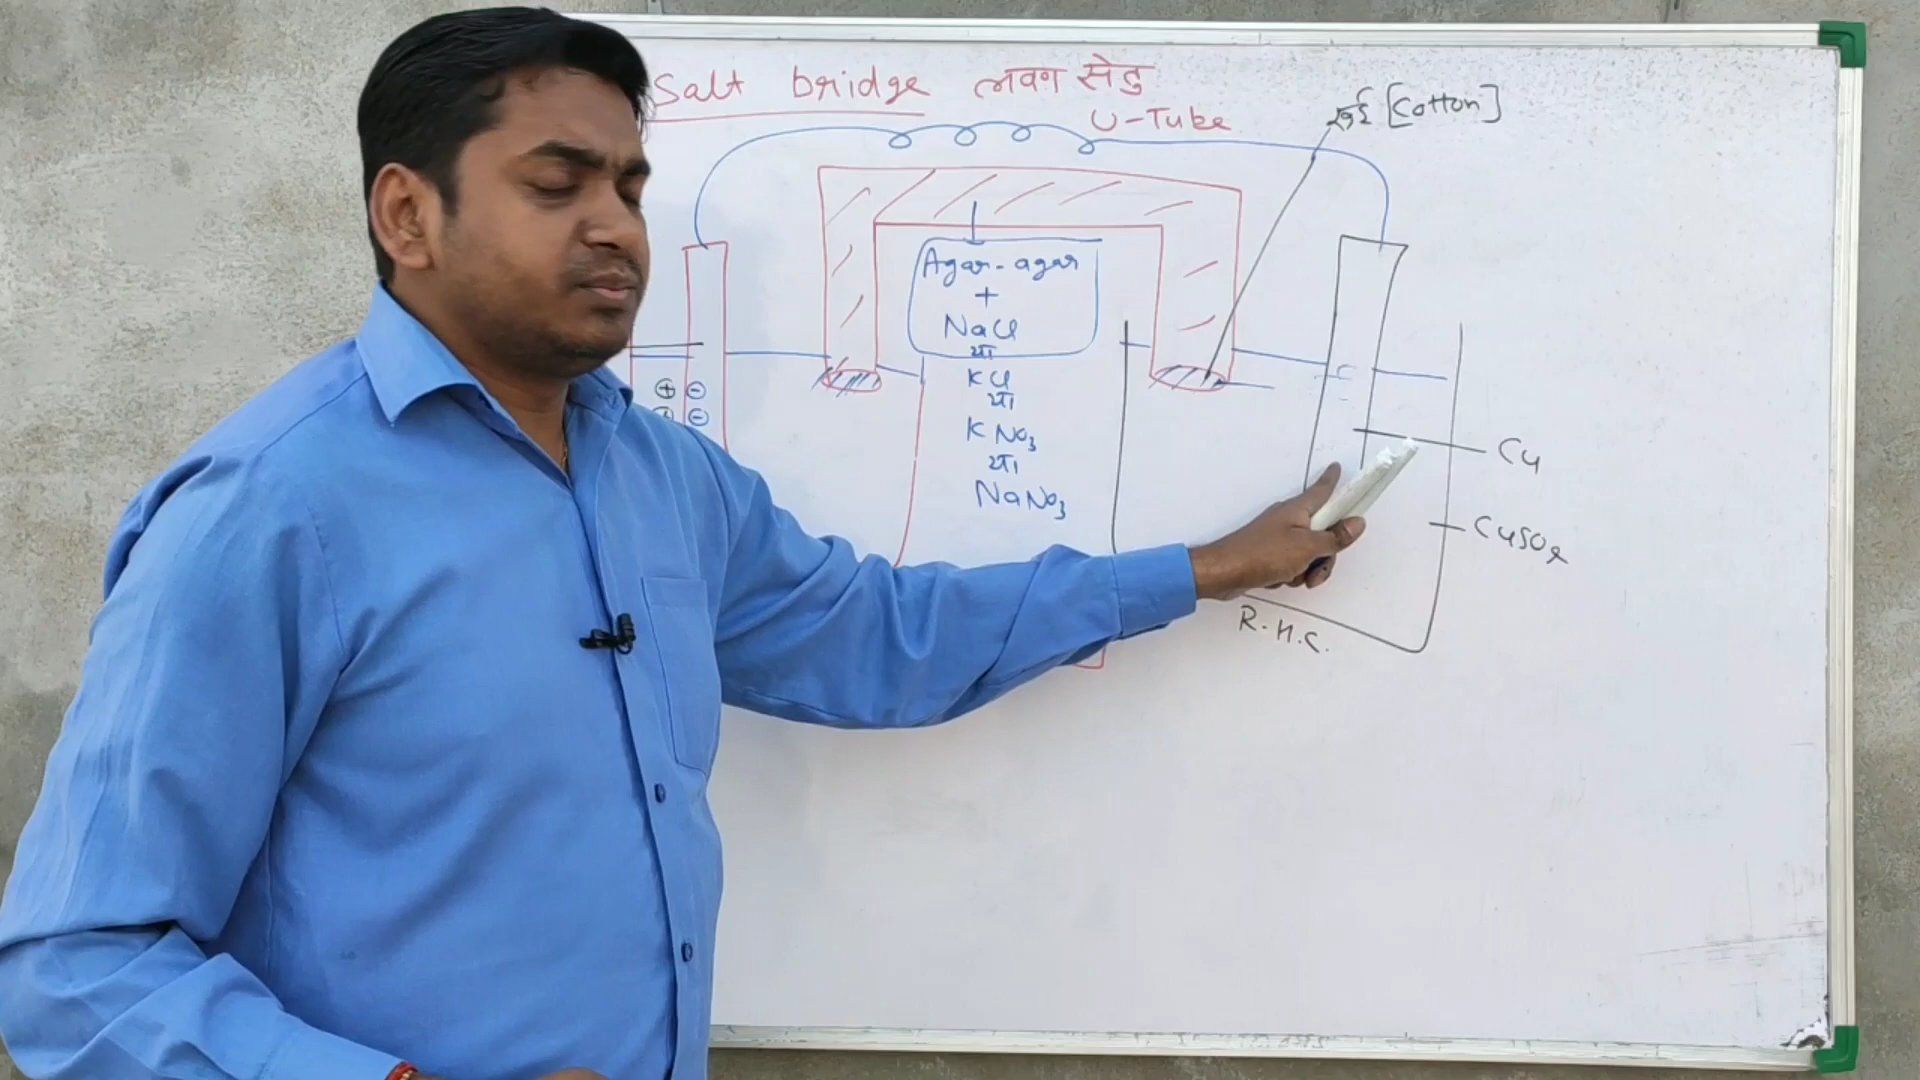 Salt bridge लवण सेतु
U-Tube
रुई [Cotton]
Agar-agar
+
NaCl
या
KCl
या
KNO3
या
NaNO3
⊕ ⊖
⊕ ⊖
Cu
CuSO4
R.H.C.